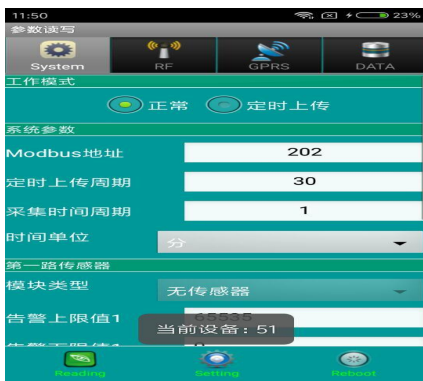 11:50 23%
参数读写
System RF GPRS DATA
工作模式
正常 定时上传
系统参数
Modbus地址 202
定时上传周期 30
采集时间周期 1
时间单位 分
第一路传感器
模块类型 无传感器
告警上限值1 65535
当前设备: 51
Reading Setting Reboot